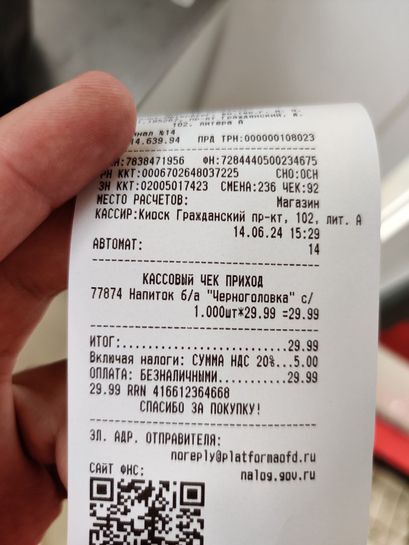 102, литера А
нал №14
14.639.94 ПРД ТРН:000000108023
:7838471956 ФН:7284440500234675
РН ККТ:0006702648037225 СНО:ОСН
ЗН ККТ:02005017423 СМЕНА:236 ЧЕК:92
МЕСТО РАСЧЕТОВ: Магазин
КАССИР:Киоск Гражданский пр-кт, 102, лит. А
14.06.24 15:29
АВТОМАТ: 14
КАССОВЫЙ ЧЕК ПРИХОД
77874 Напиток б/а "Черноголовка" с/
1.000шт*29.99 =29.99
ИТОГ:............................29.99
Включая налоги: СУММА НДС 20%...5.00
ОПЛАТА: БЕЗНАЛИЧНЫМИ.............29.99
29.99 RRN 416612364668
СПАСИБО ЗА ПОКУПКУ!
ЭЛ. АДР. ОТПРАВИТЕЛЯ:
noreply@platformaofd.ru
САЙТ ФНС: nalog.gov.ru